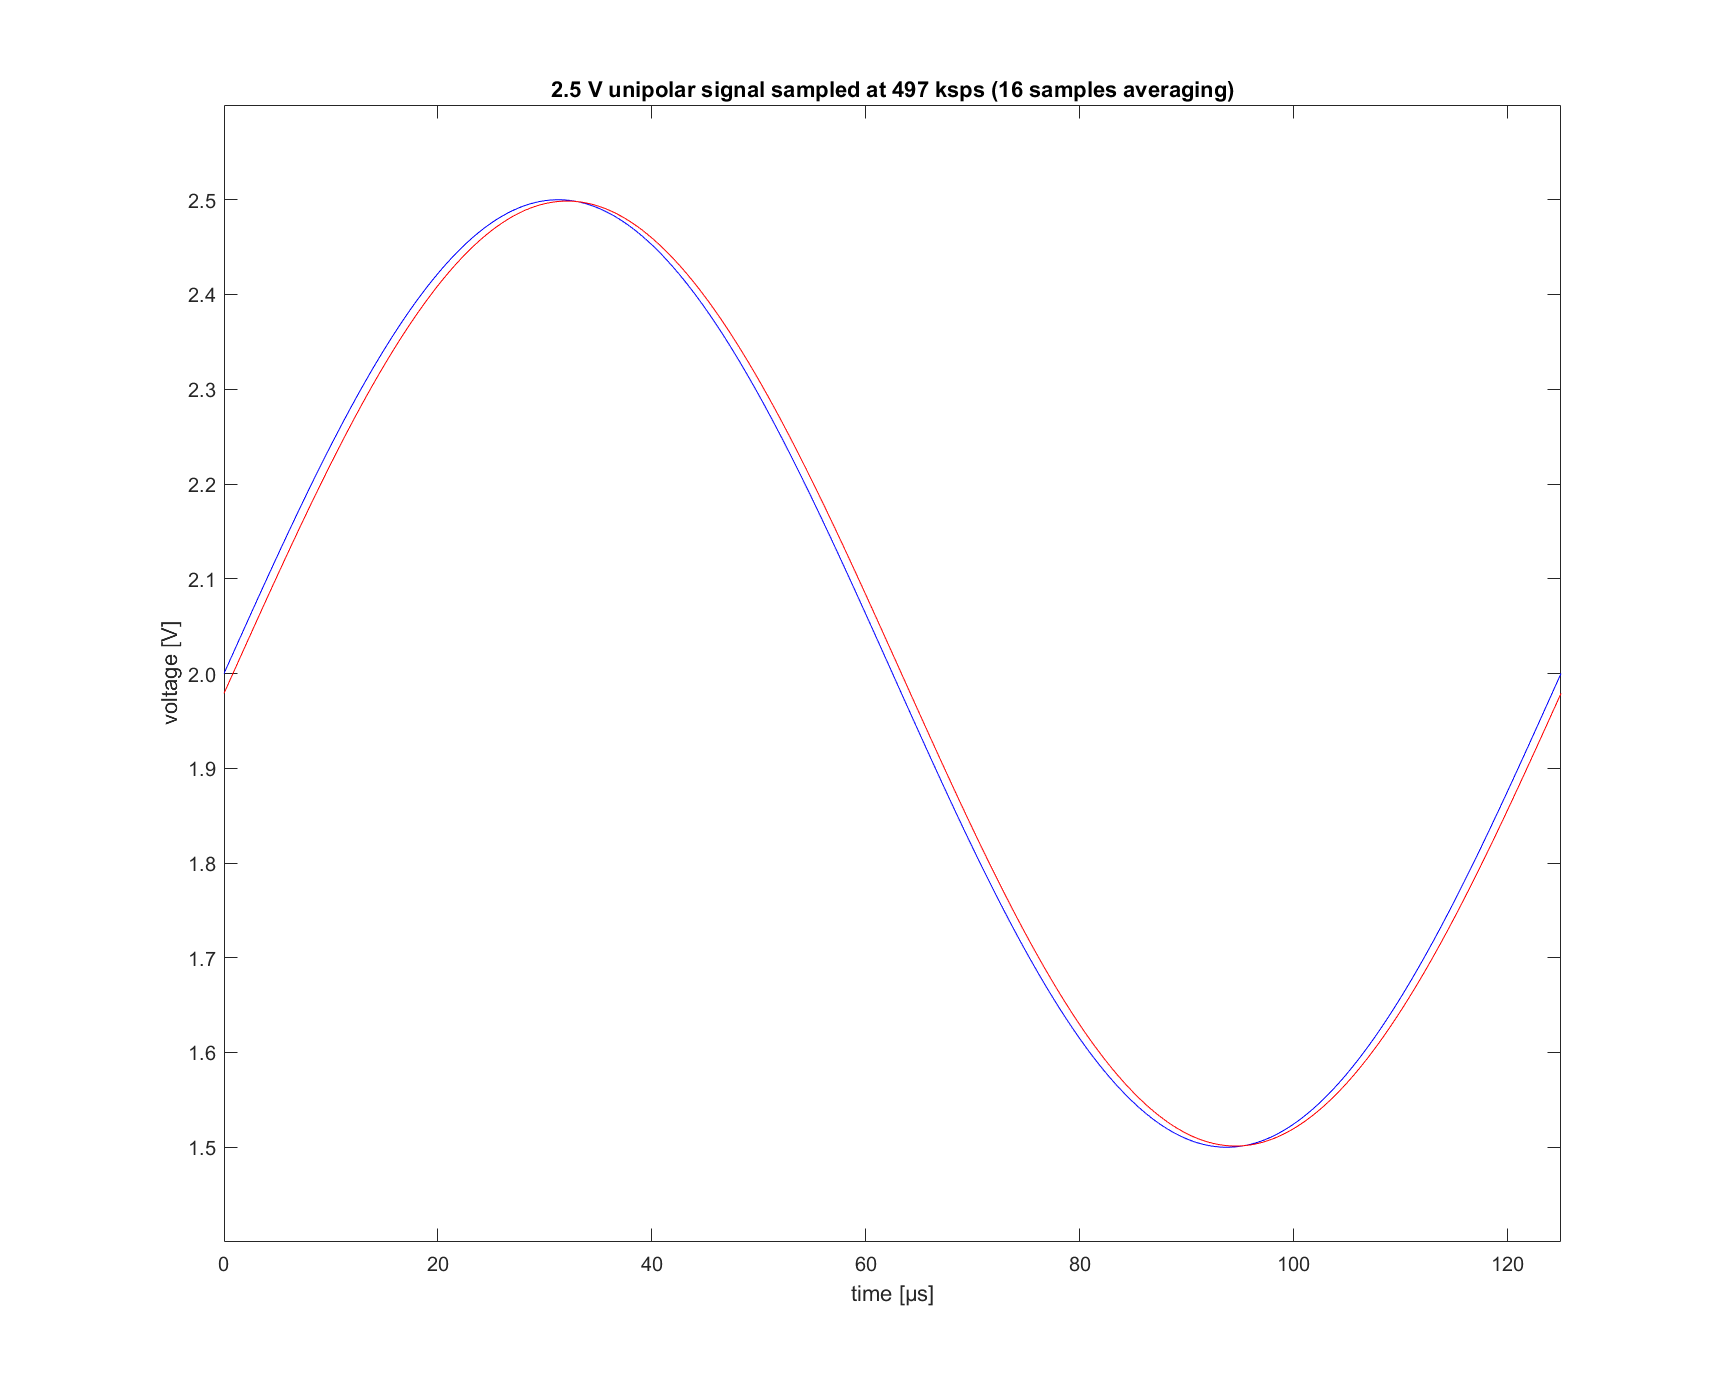 2.5 V unipolar signal sampled at 497 ksps (16 samples averaging)
2.5
2.4
2.3
2.2
2.1
2.0
1.9
1.8
1.7
1.6
1.5
voltage [V]
0 20 40 60 80 100 120
time [µs]